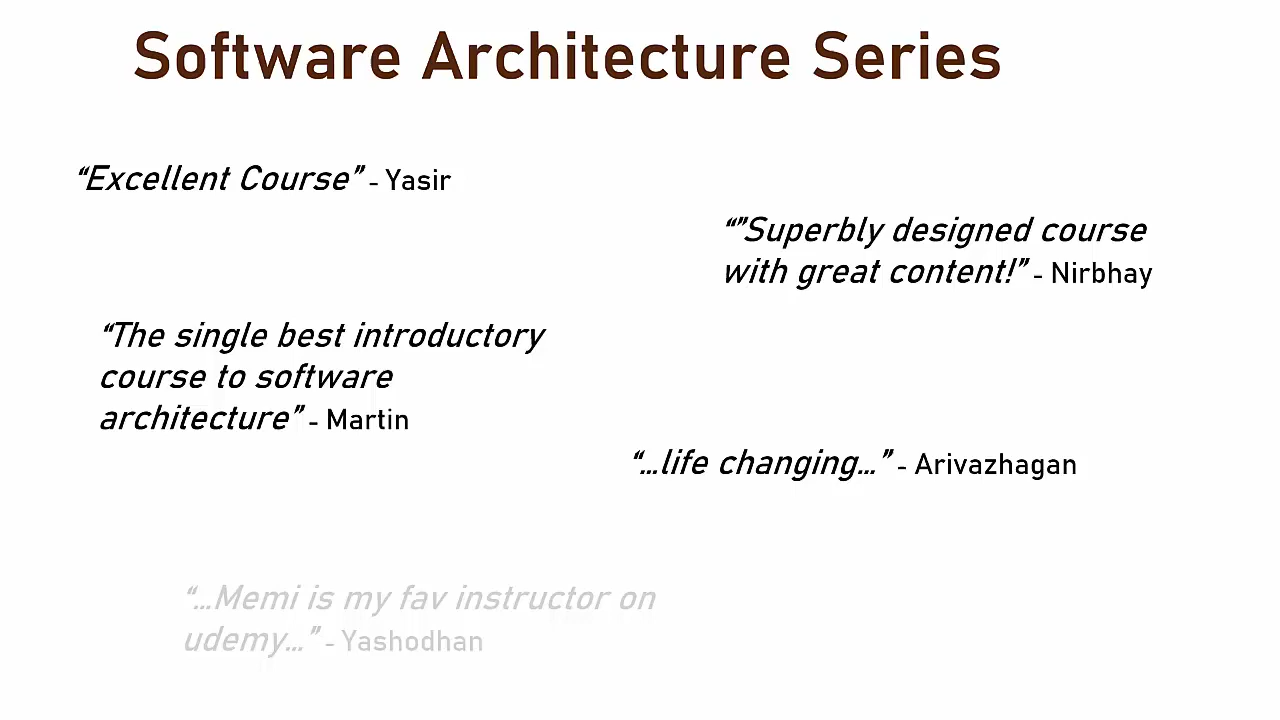 Software Architecture Series
“Excellent Course” - Yasir
“”Superbly designed course
with great content!” - Nirbhay
“The single best introductory
course to software
architecture” - Martin
“...life changing...” - Arivazhagan
“...Memi is my fav instructor on
udemy...” - Yashodhan